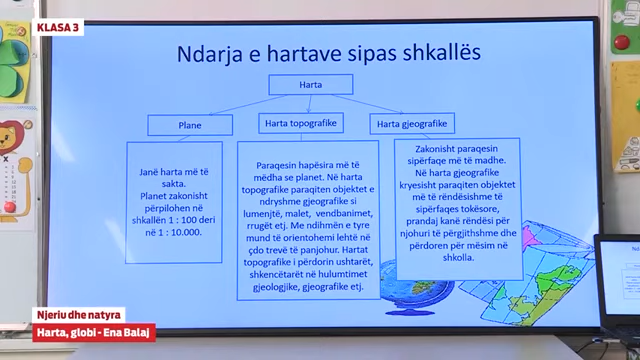 KLASA 3
Ndarja e hartave sipas shkallës
Harta
Plane
Harta topografike
Harta gjeografike
Janë harta më të
sakta.
Planet zakonisht
përpilohen në
shkallën 1 : 100 deri
në 1 : 10.000.
Paraqesin hapësira më të
mëdha se planet. Në harta
topografike paraqiten objektet e
ndryshme gjeografike si
lumenjtë, malet, vendbanimet,
rrugët etj. Me ndihmën e tyre
mund të orientohemi lehtë në
çdo trevë të panjohur. Hartat
topografike i përdorin ushtarët,
shkencëtarët në hulumtimet
gjeologjike, gjeografike etj.
Zakonisht paraqesin
sipërfaqe më të madhe.
Në harta gjeografike
kryesisht paraqiten objektet
më të rëndësishme të
sipërfaqes tokësore,
prandaj kanë rëndësi për
njohuri të përgjithshme dhe
përdoren për mësim në
shkolla.
Njeriu dhe natyra
Harta, globi - Ena Balaj